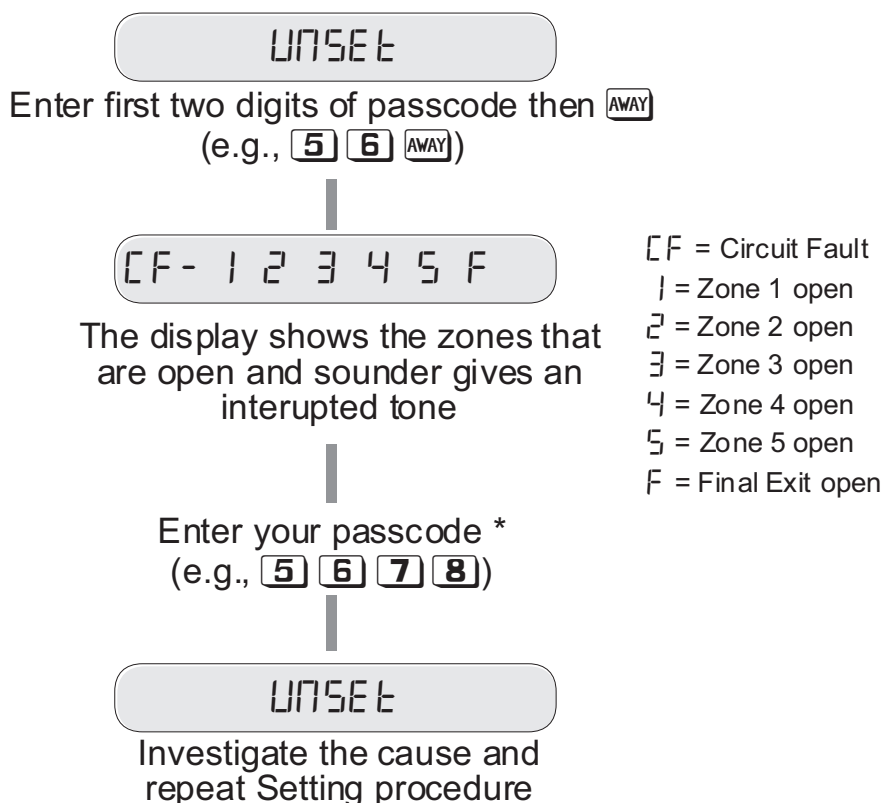 UNSEt
Enter first two digits of passcode then AWAY
(e.g., 5 6 AWAY)
CF- 1 2 3 4 5 F
The display shows the zones that
are open and sounder gives an
interupted tone
CF = Circuit Fault
1 = Zone 1 open
2 = Zone 2 open
3 = Zone 3 open
4 = Zone 4 open
5 = Zone 5 open
F = Final Exit open
Enter your passcode *
(e.g., 5 6 7 8)
UNSEt
Investigate the cause and
repeat Setting procedure